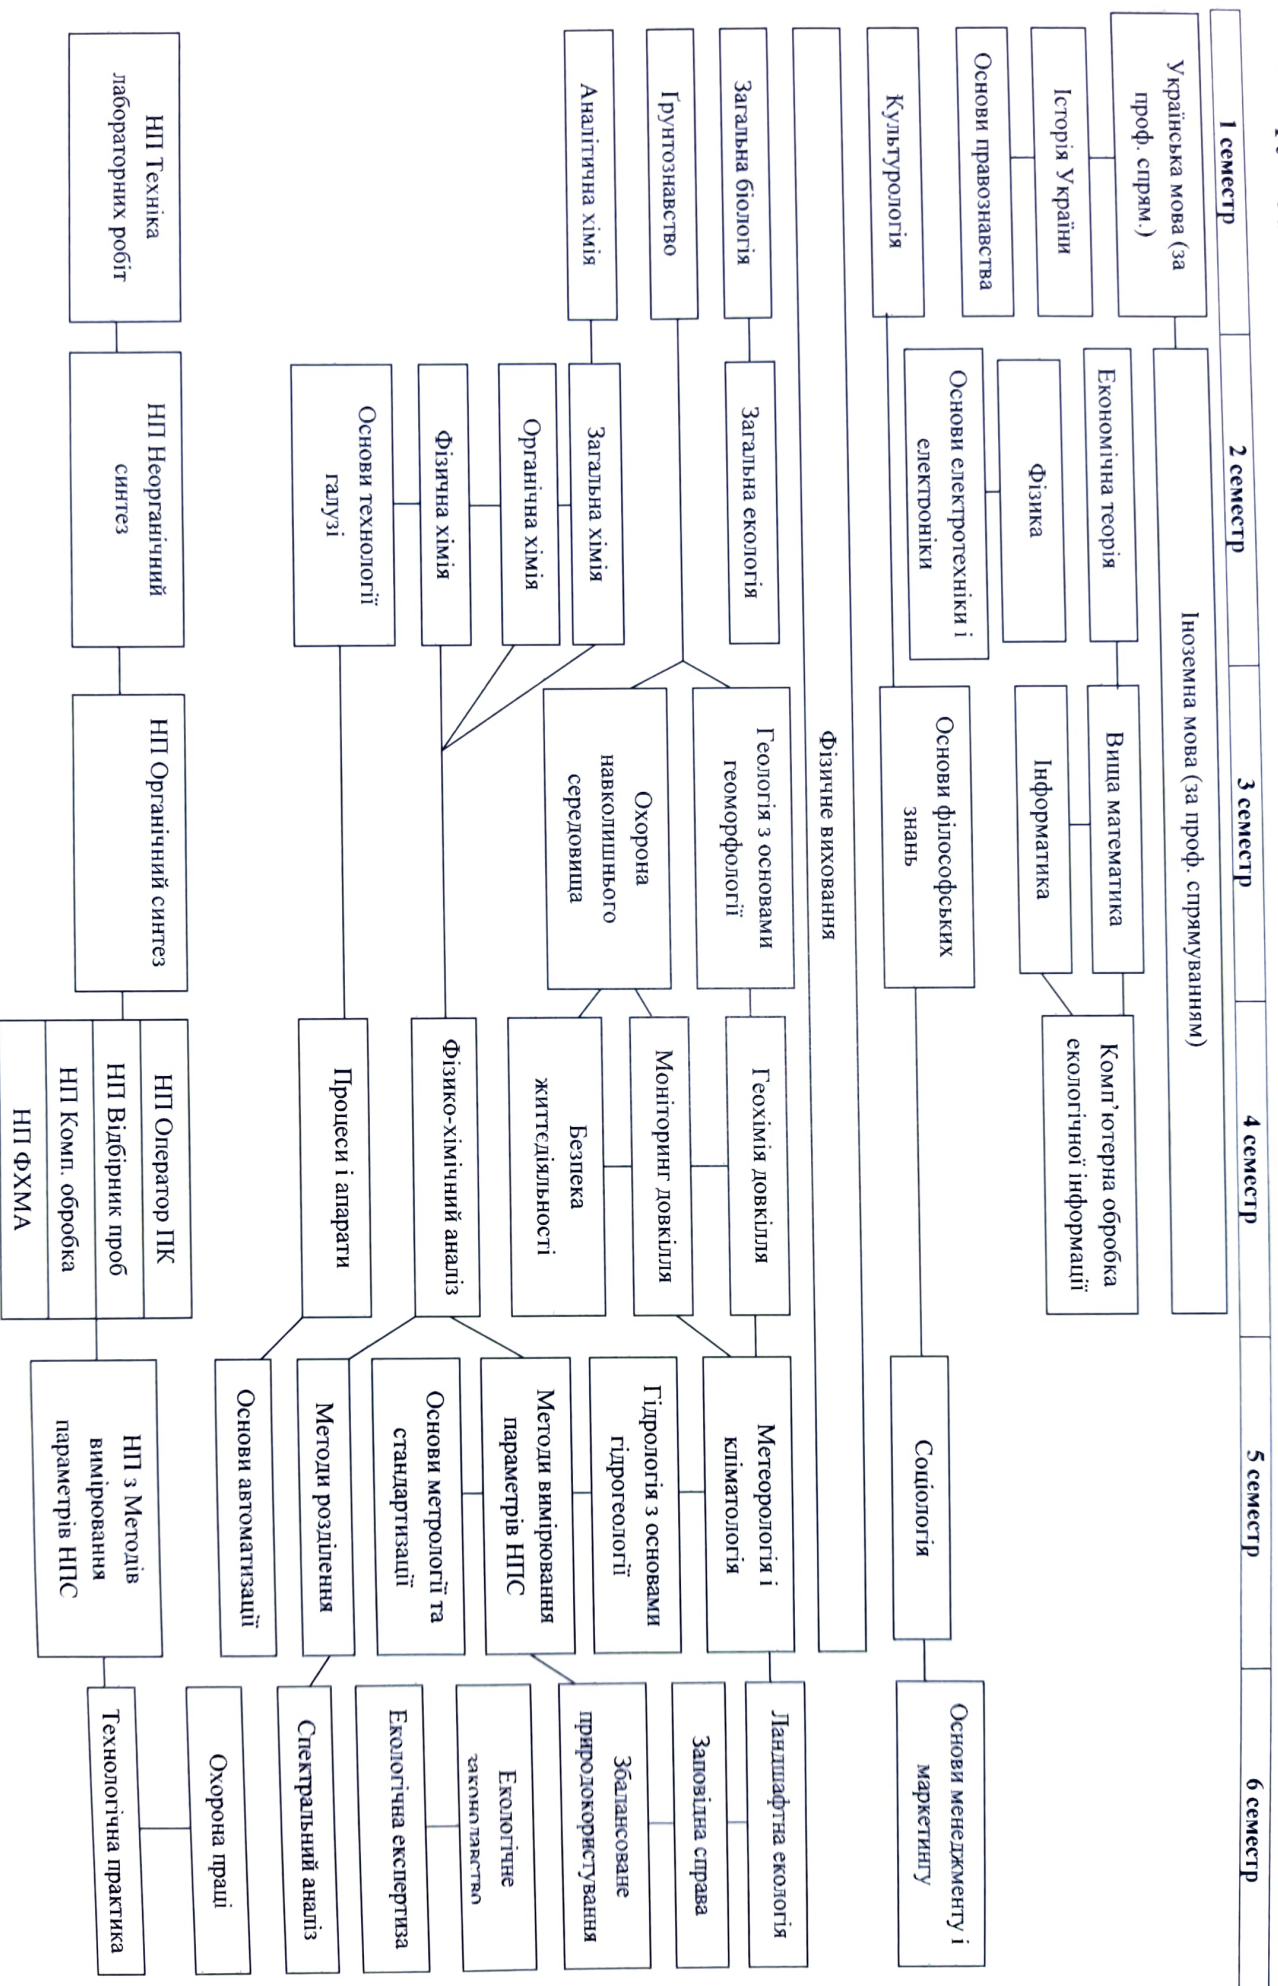 1 семестр
2 семестр
3 семестр
4 семестр
5 семестр
6 семестр
Українська мова (за
проф. спрям.)
Іноземна мова (за проф. спрямуванням)
Історія України
Економічна теорія
Вища математика
Комп’ютерна обробка
екологічної інформації
Основи правознавства
Фізика
Інформатика
Основи електротехніки і
електроніки
Культурологія
Основи філософських
знань
Соціологія
Основи менеджменту і
маркетингу
Фізичне виховання
Загальна біологія
Загальна екологія
Геологія з основами
геоморфології
Геохімія довкілля
Метеорологія і
кліматологія
Ландшафтна екологія
Ґрунтознавство
Охорона
навколишнього
середовища
Моніторинг довкілля
Гідрологія з основами
гідрогеології
Заповідна справа
Аналітична хімія
Загальна хімія
Безпека
життєдіяльності
Методи вимірювання
параметрів НПС
Збалансоване
природокористування
Органічна хімія
Фізична хімія
Фізико-хімічний аналіз
Основи метрології та
стандартизації
Екологічне
законодавство
Основи технології
галузі
Процеси і апарати
Методи розділення
Екологічна експертиза
Основи автоматизації
Спектральний аналіз
Охорона праці
НП Техніка
лабораторних робіт
НП Неорганічний
синтез
НП Органічний синтез
НП Оператор ПК
НП Відбірник проб
НП Комп. обробка
НП ФХМА
НП з Методів
вимірювання
параметрів НПС
Технологічна практика